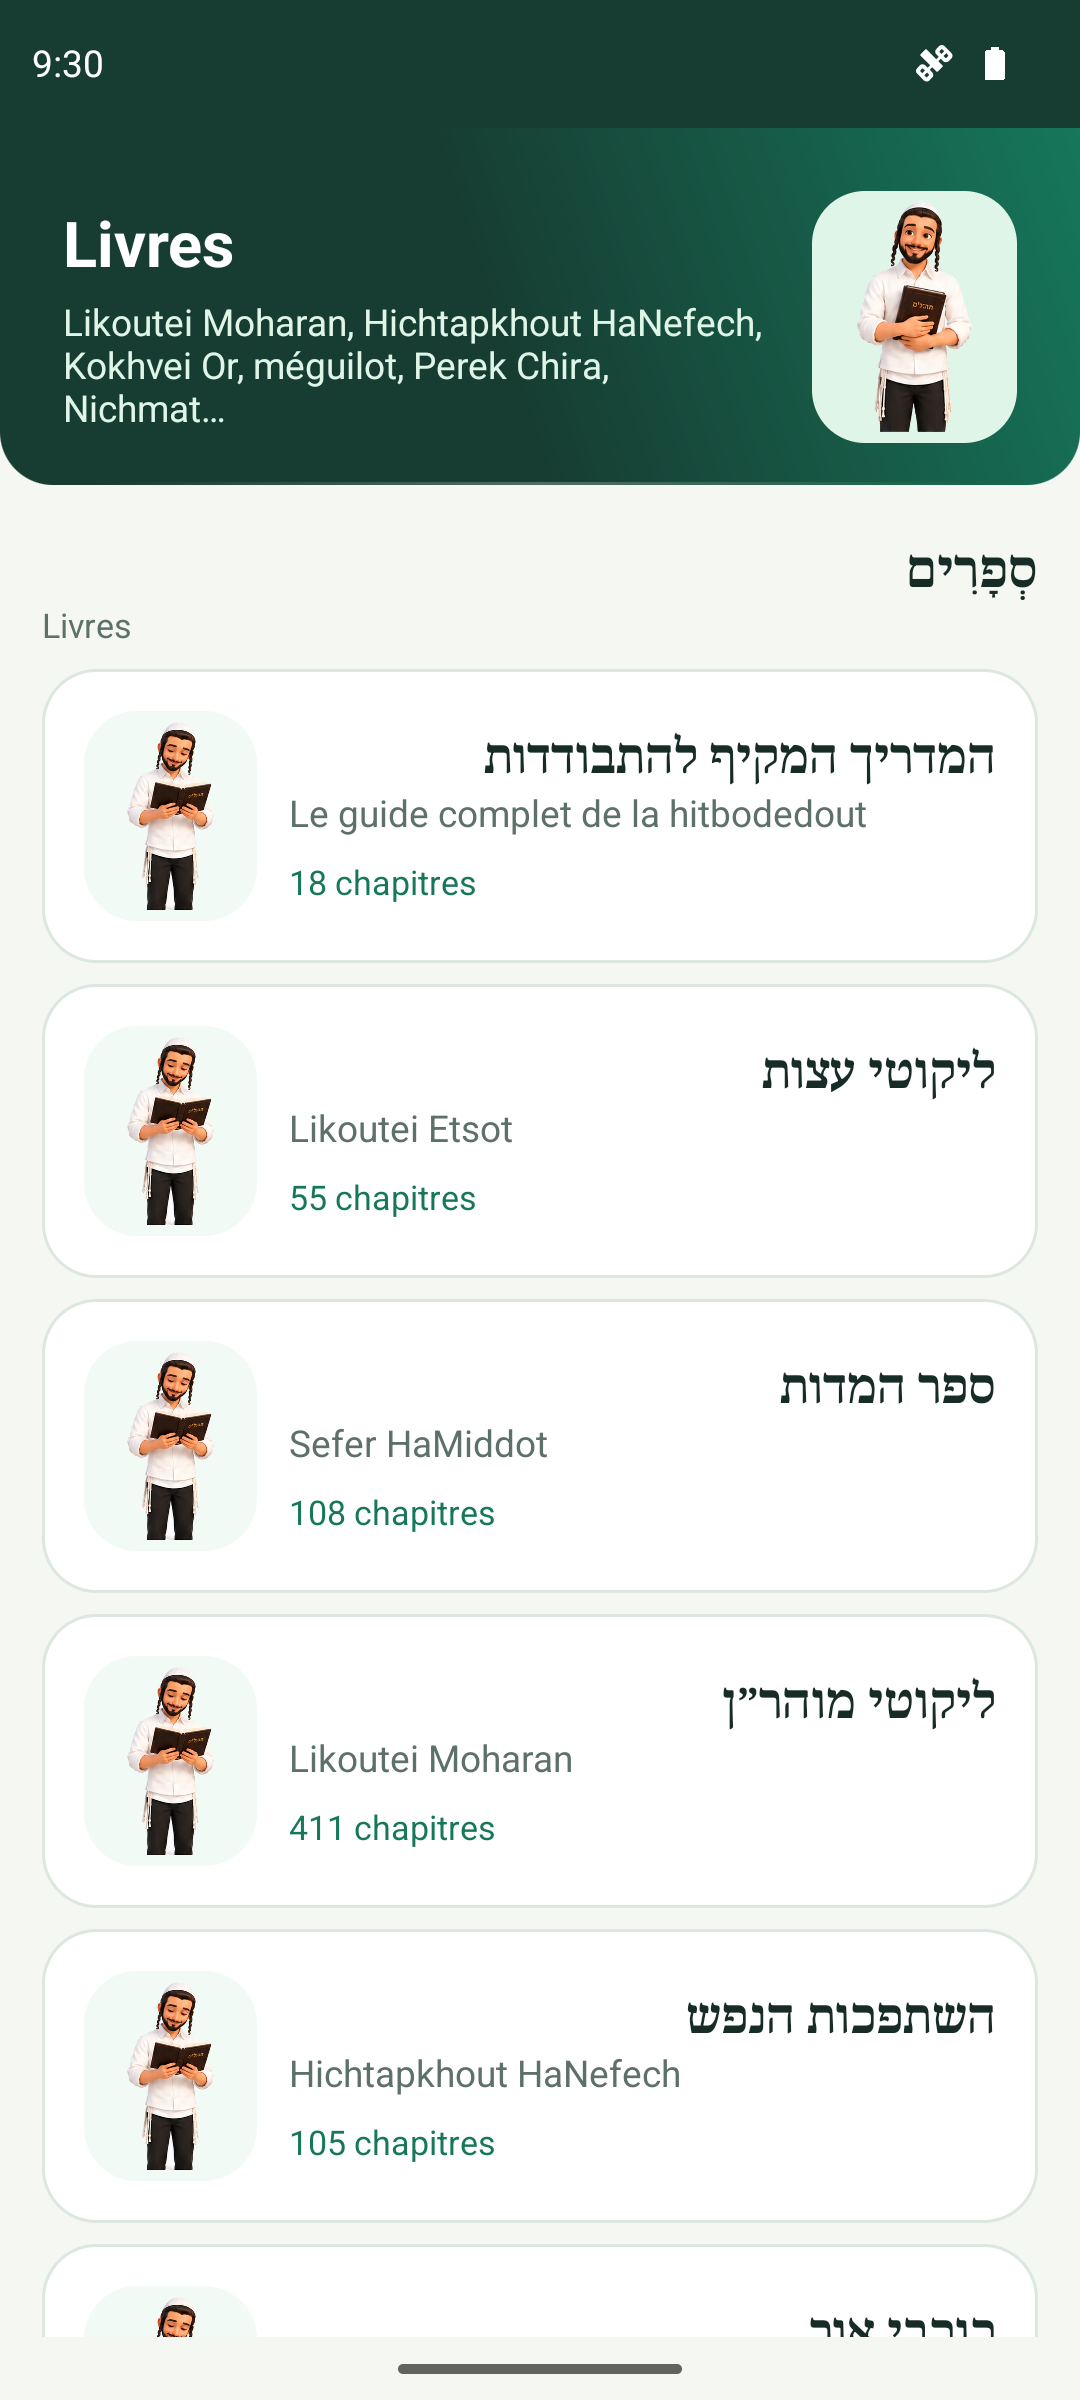 9:30
Livres
Likoutei Moharan, Hichtapkhout HaNefech,
Kokhvei Or, méguilot, Perek Chira,
Nichmat…
סְפָרִים
Livres
המדריך המקיף להתבודדות
Le guide complet de la hitbodedout
18 chapitres
ליקוטי עצות
Likoutei Etsot
55 chapitres
ספר המדות
Sefer HaMiddot
108 chapitres
ליקוטי מוהר״ן
Likoutei Moharan
411 chapitres
השתפכות הנפש
Hichtapkhout HaNefech
105 chapitres
כוכבי אור